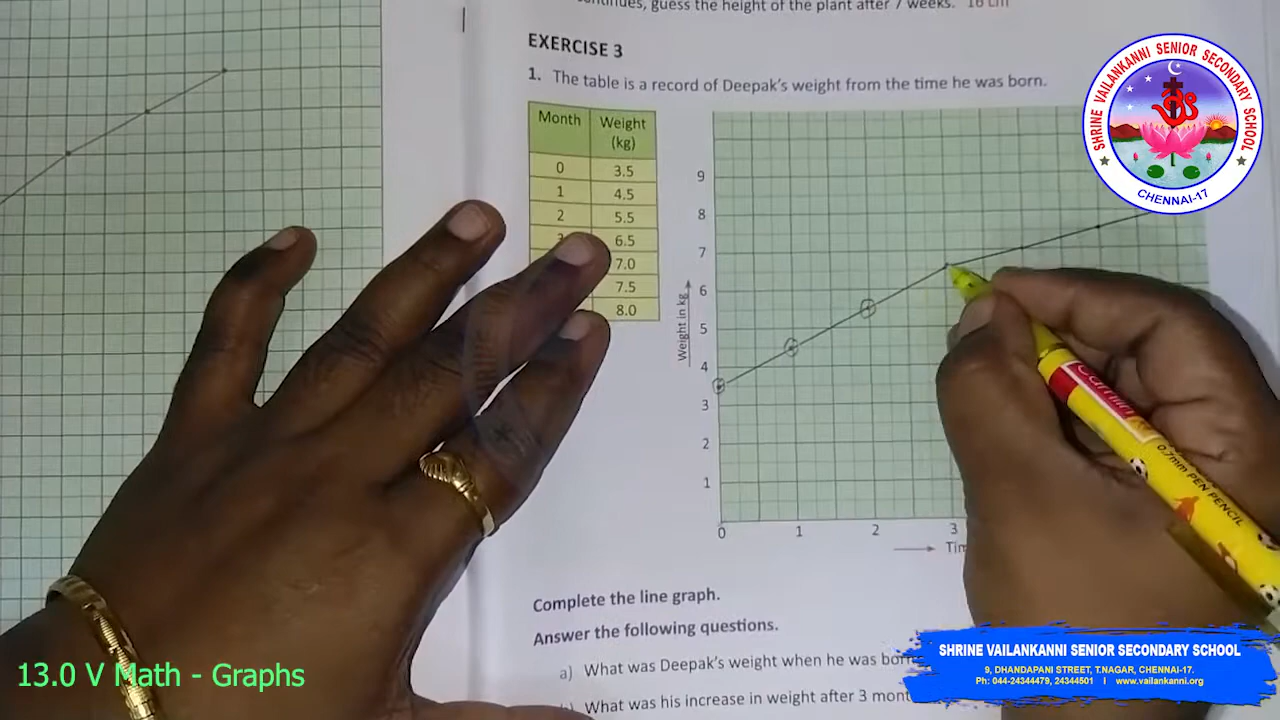 guess the height of the plant after 7 weeks.
EXERCISE 3
1. The table is a record of Deepak's weight from the time he was born.
Month Weight (kg)
0 3.5
1 4.5
2 5.5
6.5
7.0
7.5
8.0
9
8
7
6
5
4
3
2
1
Weight in kg
0 1 2 3
Complete the line graph.
Answer the following questions.
a) What was Deepak's weight when he was
What was his increase in weight after 3
Camlin
0.7mm PEN PENCIL
SHRINE VAILANKANNI SENIOR SECONDARY SCHOOL
CHENNAI-17
13.0 V Math - Graphs
SHRINE VAILANKANNI SENIOR SECONDARY SCHOOL
9, DHANDAPANI STREET, T.NAGAR, CHENNAI-17.
Ph: 044-24344479, 24344501 I www.vailankanni.org